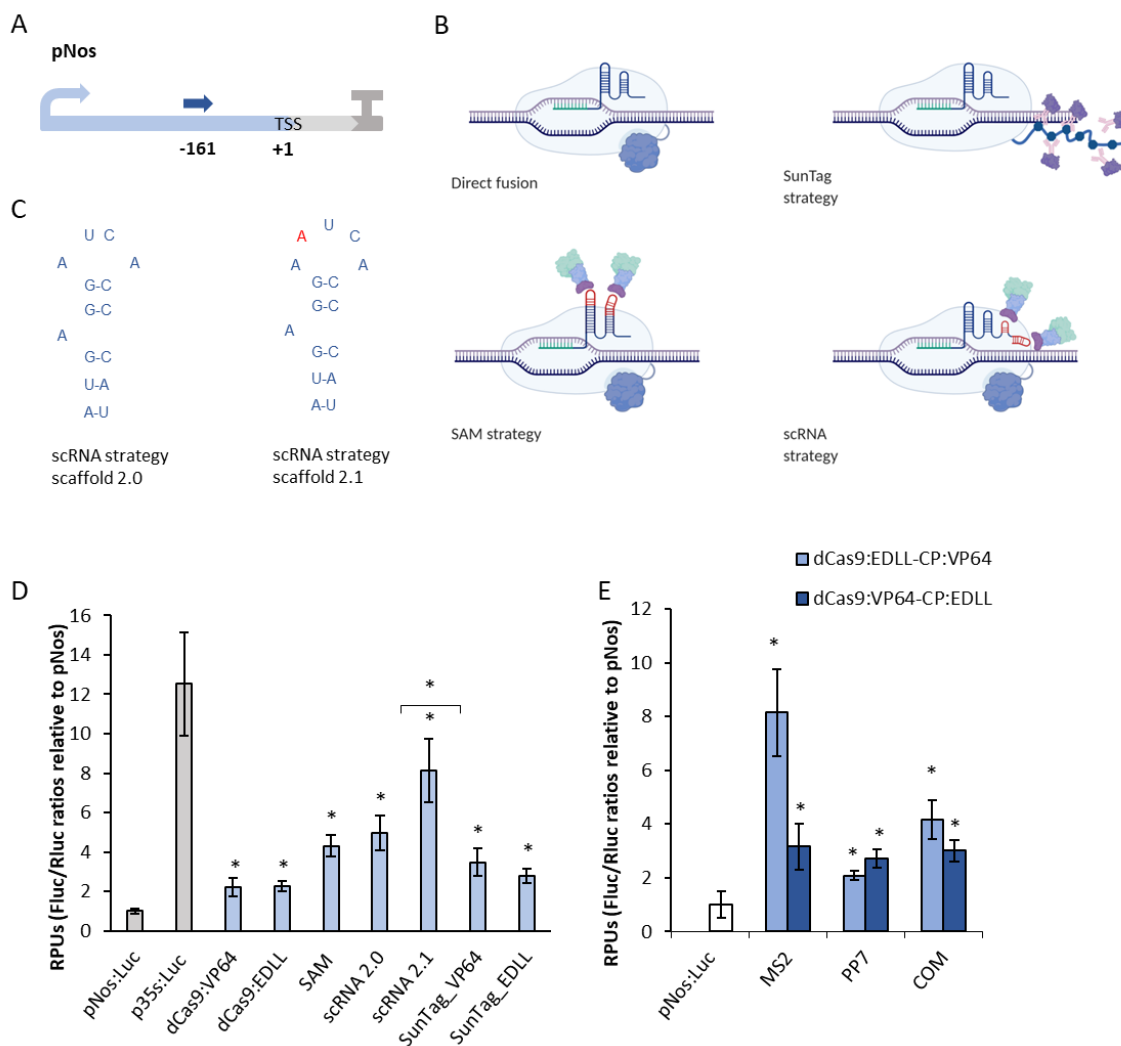 A
pNos
TSS
-161
+1
B
Direct fusion
SunTag
strategy
SAM strategy
scRNA
strategy
C
U C
A A
G-C
G-C
A
G-C
U-A
A-U
scRNA strategy
scaffold 2.0
A U C
A A
G-C
G-C
A
G-C
U-A
A-U
scRNA strategy
scaffold 2.1
D
RPUs (Fluc/Rluc ratios relative to pNos)
16
14
12
10
8
6
4
2
0
* * * * * * * *
pNos:Luc
p35s:Luc
dCas9:VP64
dCas9:EDLL
SAM
scRNA 2.0
scRNA 2.1
SunTag_VP64
SunTag_EDLL
E
dCas9:EDLL-CP:VP64
dCas9:VP64-CP:EDLL
RPUs (Fluc/Rluc ratios relative to pNos)
12
10
8
6
4
2
0
* * * * * *
pNos:Luc
MS2
PP7
COM